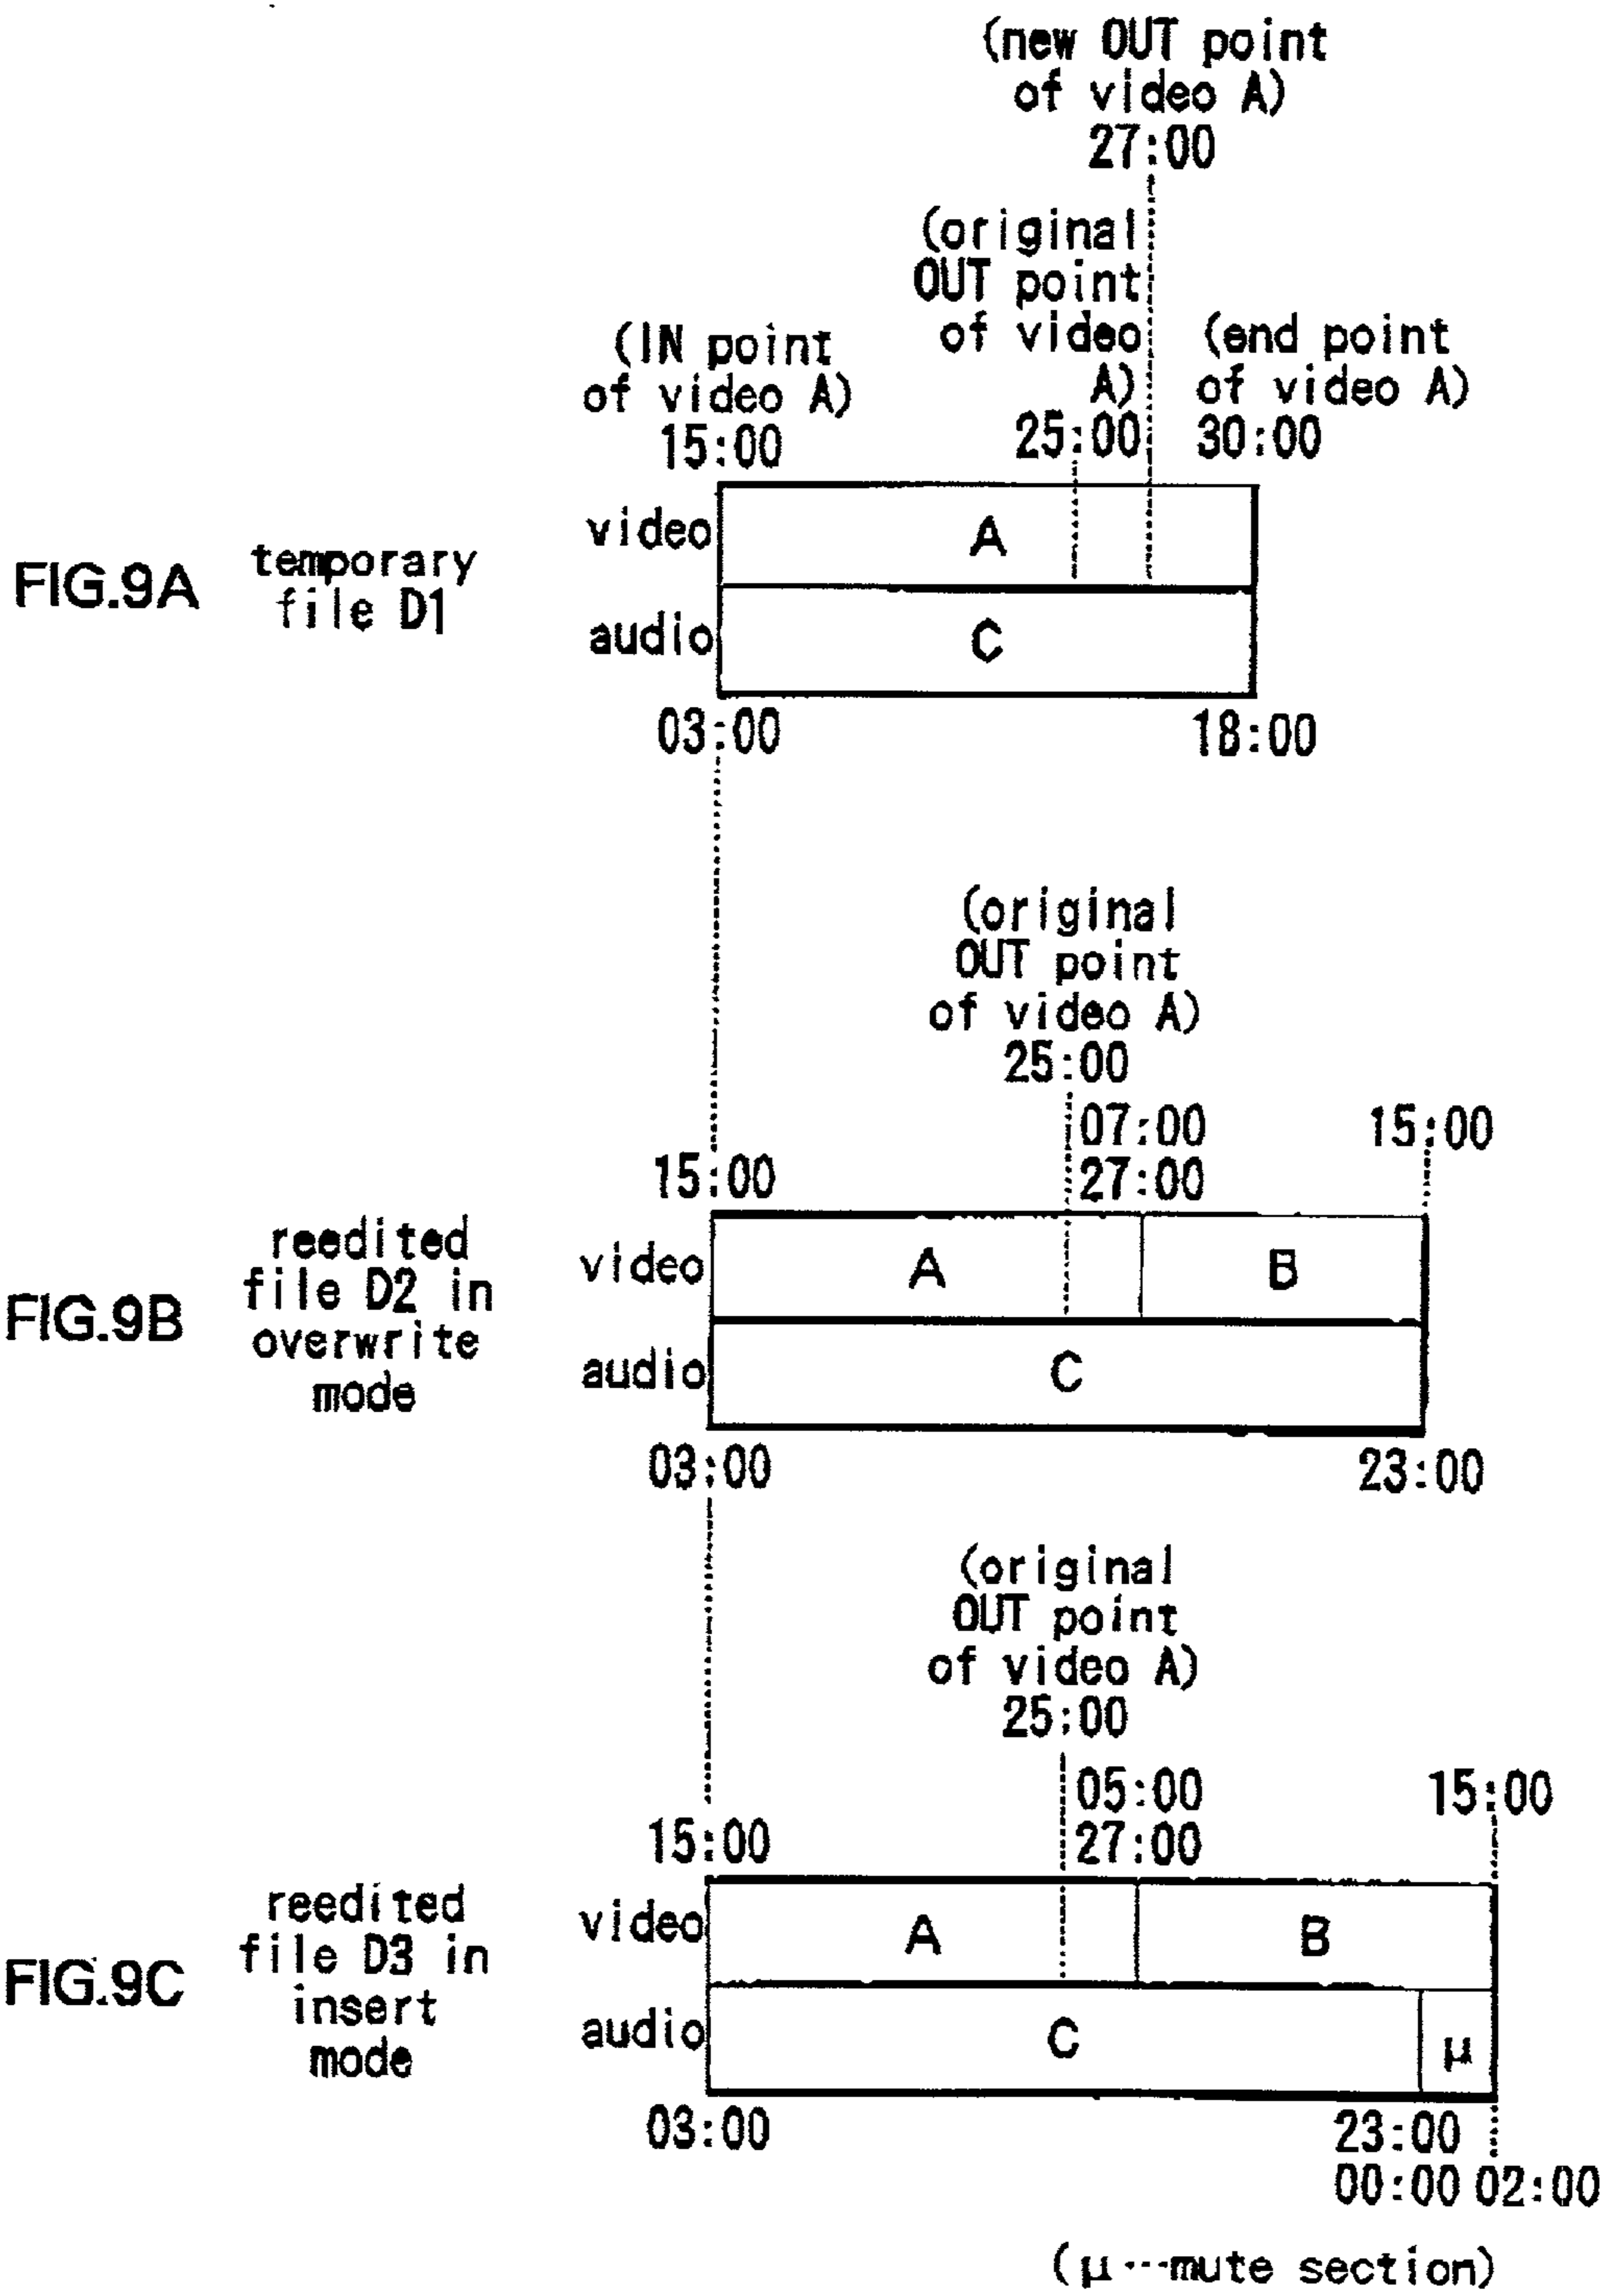 (new OUT point
of video A)
27:00
(original
OUT point
of video
A)
25:00
(IN point
of video A)
15:00
(end point
of video A)
30:00
FIG.9A
temporary
file D1
video
A
audio
C
03:00
18:00
(original
OUT point
of video A)
25:00
07:00
27:00
15:00
15:00
FIG.9B
reedited
file D2 in
overwrite
mode
video
A
B
audio
C
03:00
23:00
(original
OUT point
of video A)
25:00
05:00
27:00
15:00
15:00
FIG.9C
reedited
file D3 in
insert
mode
video
A
B
audio
C
μ
03:00
23:00
00:00 02:00
(μ···mute section)